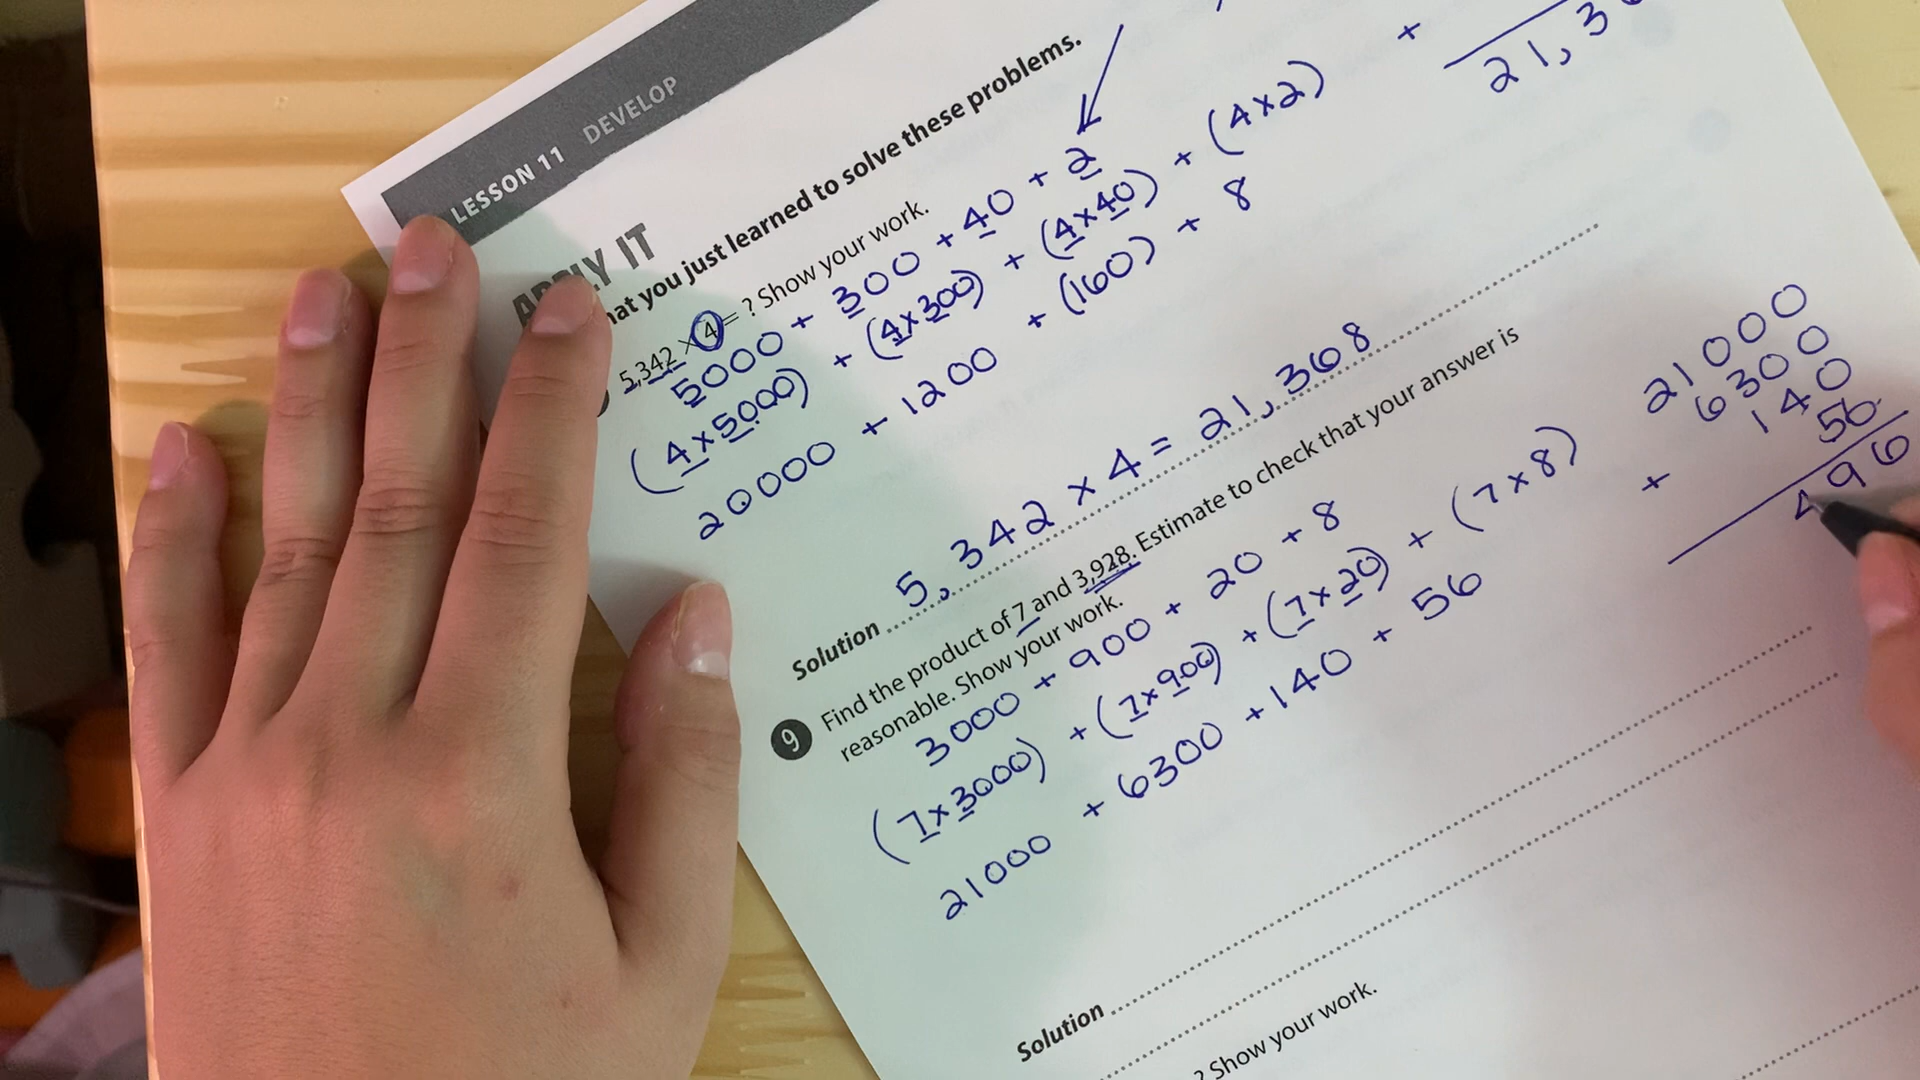 LESSON 11 DEVELOP
APPLY IT
hat you just learned to solve these problems.
5,342 × 4 = ? Show your work.
5000 + 300 + 40 + 2
(4×5000) + (4×300) + (4×40) + (4×2)
20000 + 1200 + (160) + 8
+
21,3
Solution 5,342 × 4 = 21,368
9 Find the product of 7 and 3,928. Estimate to check that your answer is
reasonable. Show your work.
3000 + 900 + 20 + 8
(7×3000) + (7×900) + (7×20) + (7×8)
21000 + 6300 + 140 + 56
21000
6300
140
+ 56
496
Solution
? Show your work.